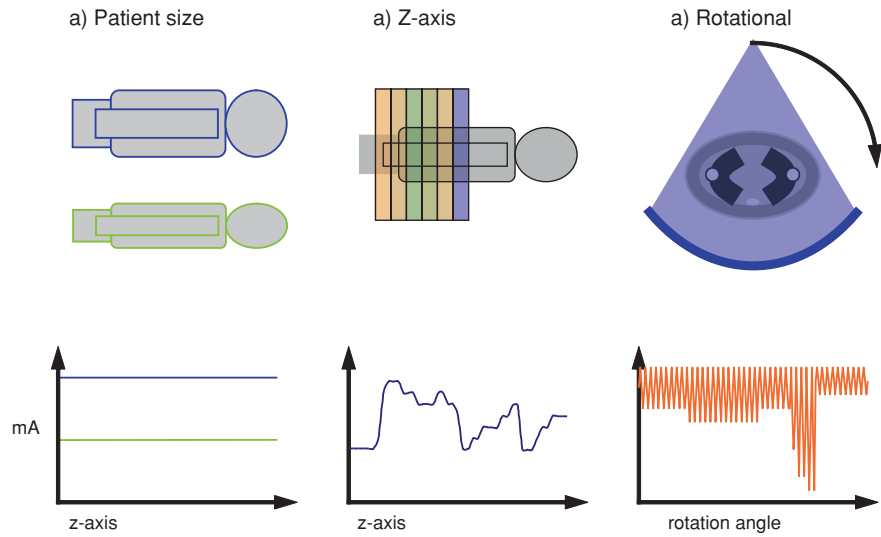 a) Patient size
a) Z-axis
a) Rotational
mA
z-axis
z-axis
rotation angle